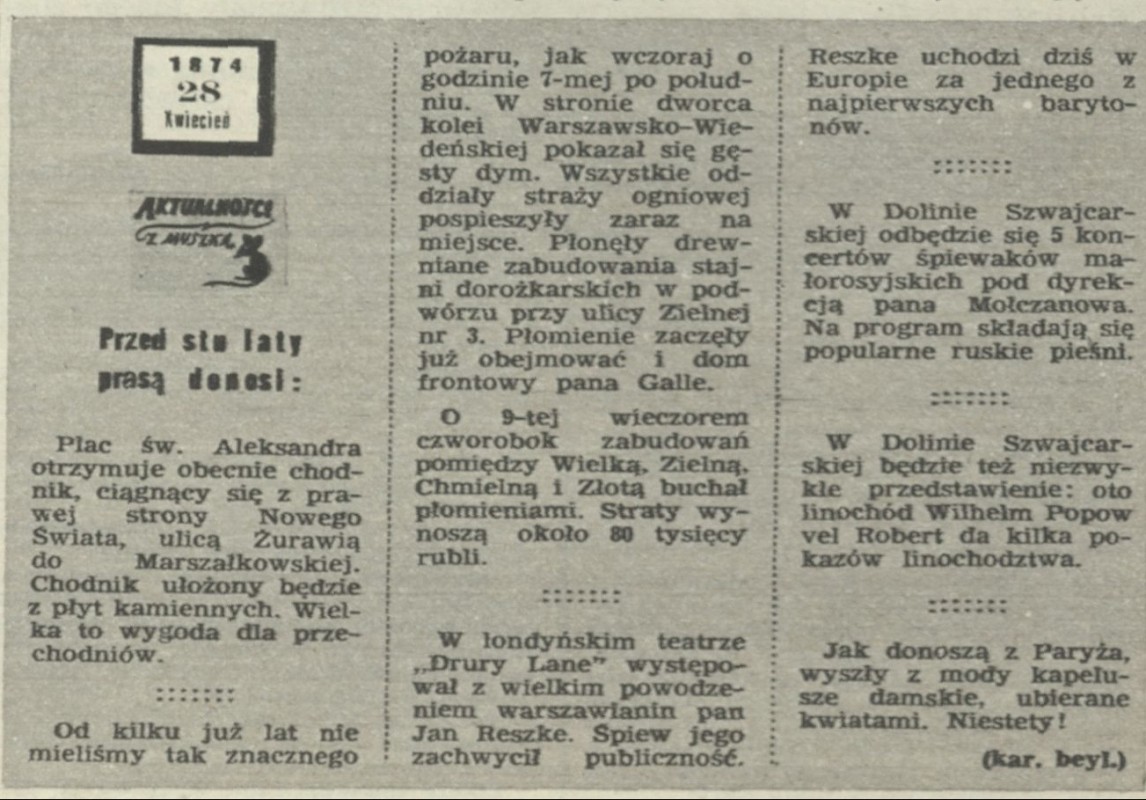 1874
28
Kwiecień
AKTUALNOŚCI
Z MUSZKĄ
Przed stu laty
prasą donosi:
Plac św. Aleksandra
otrzymuje obecnie chod-
nik, ciągnący się z pra-
wej strony Nowego
Świata, ulicą Żurawią
do Marszałkowskiej.
Chodnik ułożony będzie
z płyt kamiennych. Wiel-
ka to wygoda dla prze-
chodniów.
Od kilku już lat nie
mieliśmy tak znacznego
pożaru, jak wczoraj o
godzinie 7-mej po połud-
niu. W stronie dworca
kolei Warszawsko-Wie-
deńskiej pokazał się gę-
sty dym. Wszystkie od-
działy straży ogniowej
pospieszyły zaraz na
miejsce. Płonęły drew-
niane zabudowania staj-
ni dorożkarskich w pod-
wórzu przy ulicy Zielnej
nr 3. Płomienie zaczęły
już obejmować i dom
frontowy pana Galle.
O 9-tej wieczorem
czworobok zabudowań
pomiędzy Wielką, Zielną,
Chmielną i Złotą buchał
płomieniami. Straty wy-
noszą około 80 tysięcy
rubli.
W londyńskim teatrze
„Drury Lane” występo-
wał z wielkim powodze-
niem warszawianin pan
Jan Reszke. Śpiew jego
zachwycił publiczność.
Reszke uchodzi dziś w
Europie za jednego z
najpierwszych baryto-
nów.
W Dolinie Szwajcar-
skiej odbędzie się 5 kon-
certów śpiewaków ma-
łorosyjskich pod dyrek-
cją pana Mołczanowa.
Na program składają się
popularne ruskie pieśni.
W Dolinie Szwajcar-
skiej będzie też niezwy-
kłe przedstawienie: oto
linochód Wilhelm Popow
vel Robert da kilka po-
kazów linochodztwa.
Jak donoszą z Paryża,
wyszły z mody kapelu-
sze damskie, ubierane
kwiatami. Niestety!
(kar. beyl.)